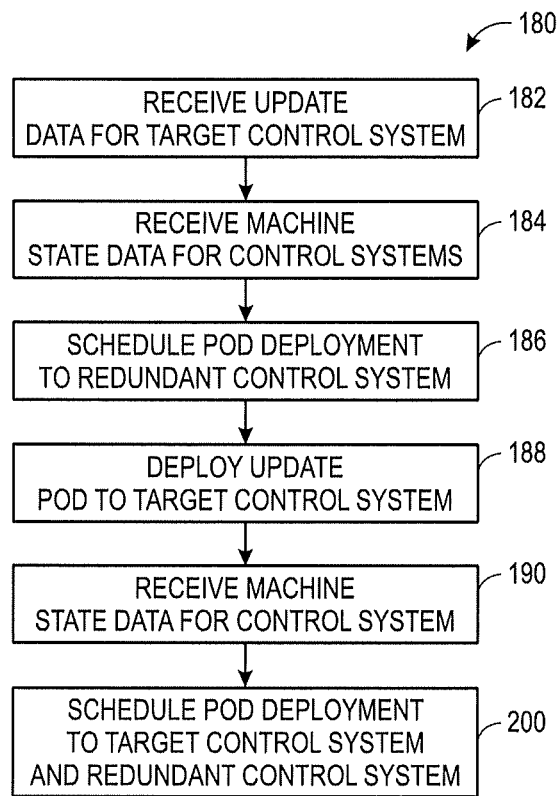 180
RECEIVE UPDATE
DATA FOR TARGET CONTROL SYSTEM
182
RECEIVE MACHINE
STATE DATA FOR CONTROL SYSTEMS
184
SCHEDULE POD DEPLOYMENT
TO REDUNDANT CONTROL SYSTEM
186
DEPLOY UPDATE
POD TO TARGET CONTROL SYSTEM
188
RECEIVE MACHINE
STATE DATA FOR CONTROL SYSTEM
190
SCHEDULE POD DEPLOYMENT
TO TARGET CONTROL SYSTEM
AND REDUNDANT CONTROL SYSTEM
200